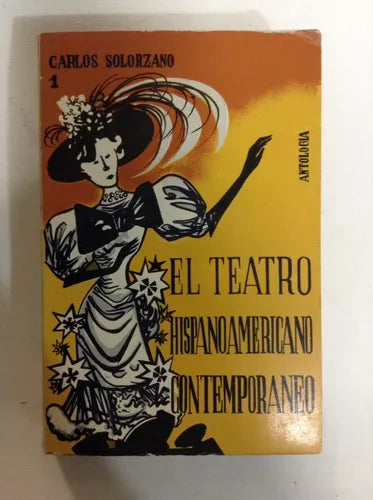 CARLOS SOLORZANO
1
ANTOLOGIA
EL TEATRO
HISPANOAMERICANO
CONTEMPORANEO